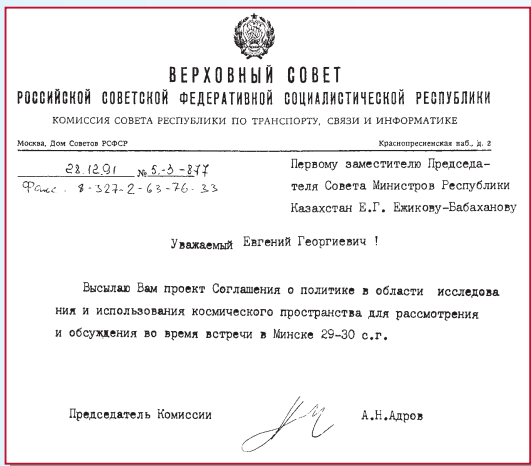 ВЕРХОВНЫЙ СОВЕТ
РОССИЙСКОЙ СОВЕТСКОЙ ФЕДЕРАТИВНОЙ СОЦИАЛИСТИЧЕСКОЙ РЕСПУБЛИКИ
КОМИССИЯ СОВЕТА РЕСПУБЛИКИ ПО ТРАНСПОРТУ, СВЯЗИ И ИНФОРМАТИКЕ
Москва, Дом Советов РСФСР Краснопресненская наб., д. 2
28.12.91 № 5.-3-877
Факс. 8-327-2-63-76-33
Первому заместителю Председа-
теля Совета Министров Республики
Казахстан Е.Г. Ежикову-Бабаханову
Уважаемый Евгений Георгиевич !
Высылаю Вам проект Соглашения о политике в области исследова
ния и использования космического пространства для рассмотрения
и обсуждения во время встречи в Минске 29-30 с.г.
Председатель Комиссии А.Н.Адров